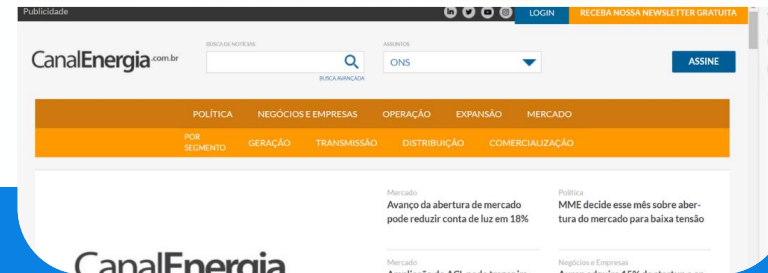 Publicidade
LOGIN
RECEBA NOSSA NEWSLETTER GRATUITA
CanalEnergia.com.br
BUSCA DE NOTÍCIAS
BUSCA AVANÇADA
ASSUNTOS
ONS
ASSINE
POLÍTICA NEGÓCIOS E EMPRESAS OPERAÇÃO EXPANSÃO MERCADO
POR
SEGMENTO
GERAÇÃO TRANSMISSÃO DISTRIBUIÇÃO COMERCIALIZAÇÃO
Mercado
Avanço da abertura de mercado
pode reduzir conta de luz em 18%
Política
MME decide esse mês sobre aber-
tura do mercado para baixa tensão
CanalEnergia
Mercado
Negócios e Empresas